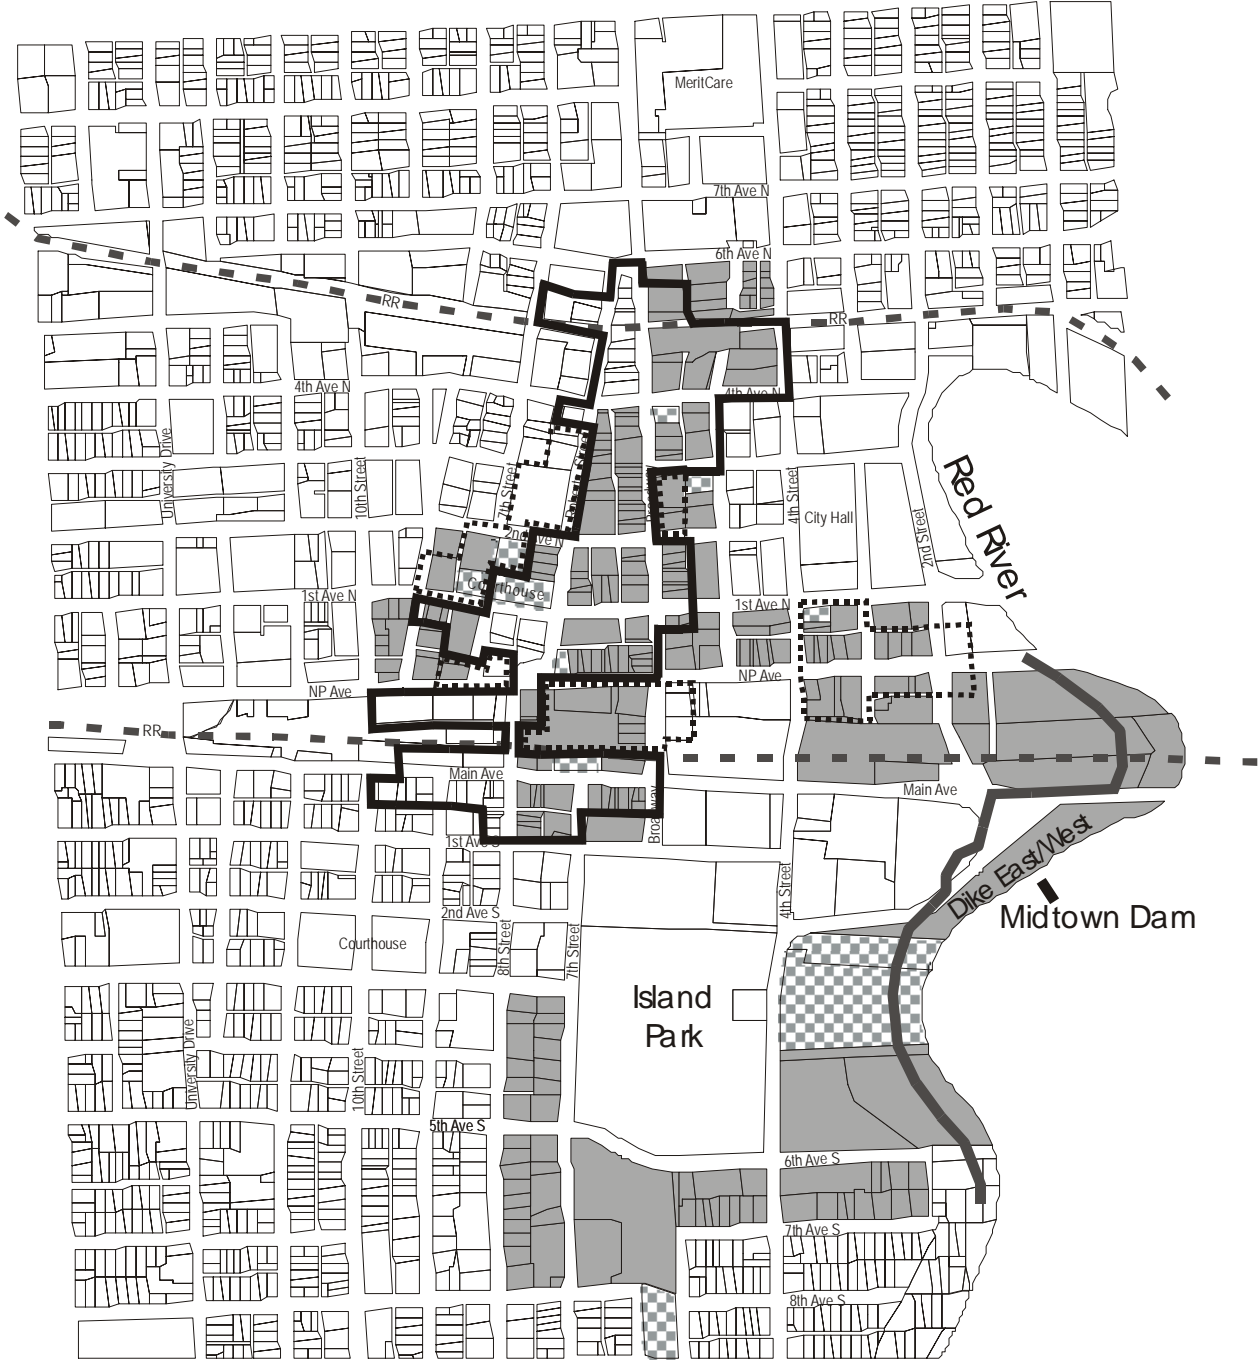 MeritCare
7th Ave N
6th Ave N
RR
RR
4th Ave N
4th Ave N
University Drive
10th Street
7th Street
Roberts Street
Broadway
4th Street
City Hall
2nd Street
Red River
2nd Ave N
Courthouse
1st Ave N
1st Ave N
NP Ave
NP Ave
RR
Main Ave
Main Ave
Broadway
1st Ave S
Dike East/West
Midtown Dam
4th Street
2nd Ave S
Courthouse
8th Street
7th Street
Island
Park
University Drive
10th Street
5th Ave S
6th Ave S
7th Ave S
8th Ave S